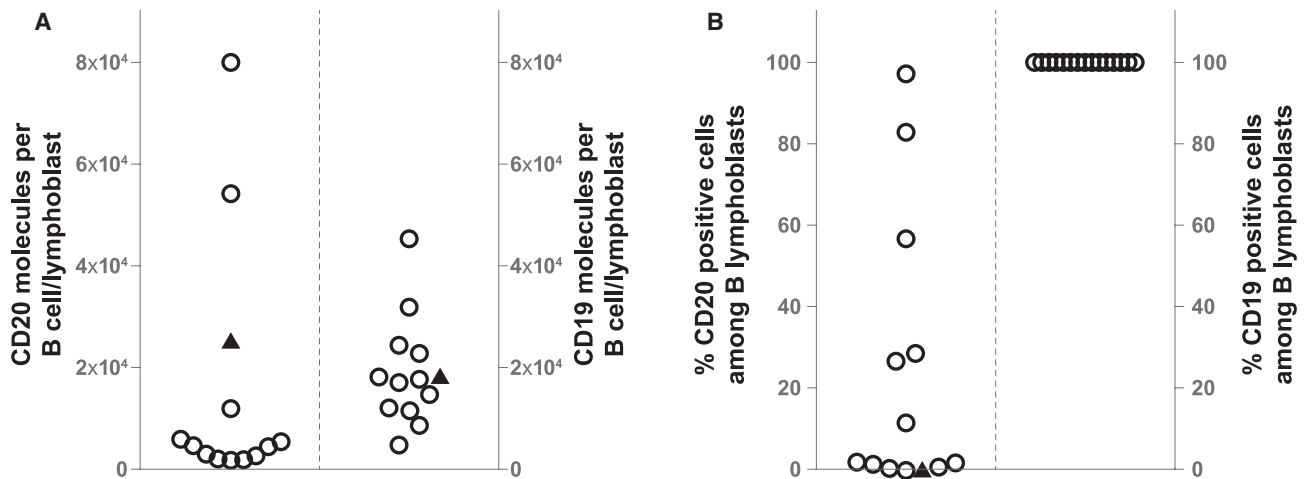 A
CD20 molecules per
B cell/lymphoblast
8x10⁴
6x10⁴
4x10⁴
2x10⁴
0
8x10⁴
6x10⁴
4x10⁴
2x10⁴
0
CD19 molecules per
B cell/lymphoblast
B
% CD20 positive cells
among B lymphoblasts
100
80
60
40
20
0
100
80
60
40
20
0
% CD19 positive cells
among B lymphoblasts